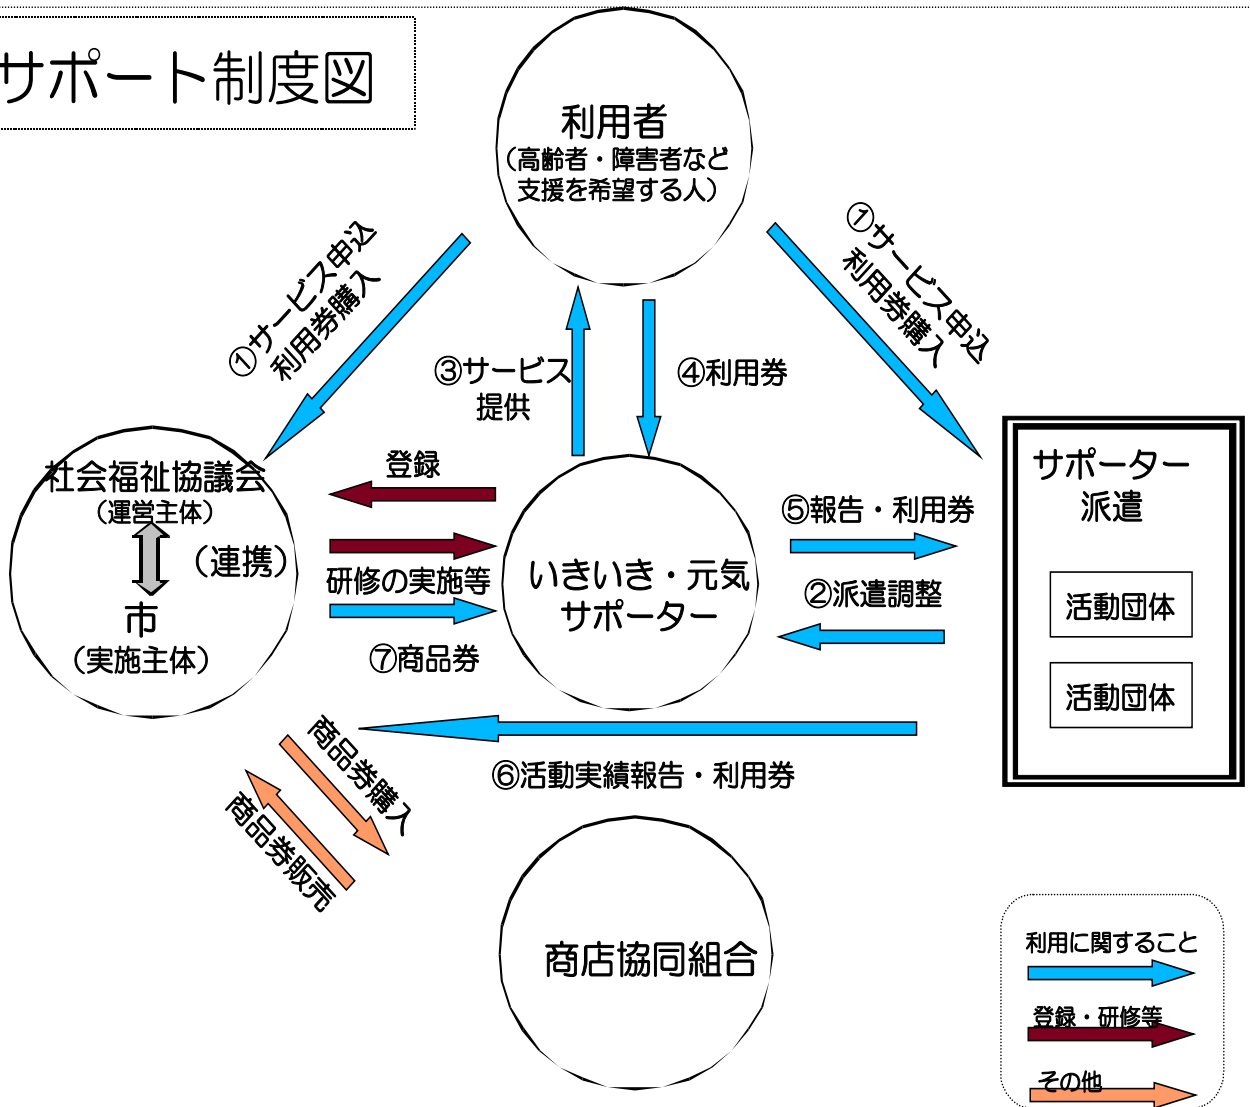 サポート制度図
利用者
（高齢者・障害者など
支援を希望する人）
①サービス申込
利用券購入
①サービス申込
利用券購入
③サービス
提供
④利用券
社会福祉協議会
（運営主体）
（連携）
市
（実施主体）
登録
研修の実施等
⑦商品券
いきいき・元気
サポーター
⑤報告・利用券
②派遣調整
サポーター
派遣
活動団体
活動団体
⑥活動実績報告・利用券
商品券購入
商品券販売
商店協同組合
利用に関すること
登録・研修等
その他